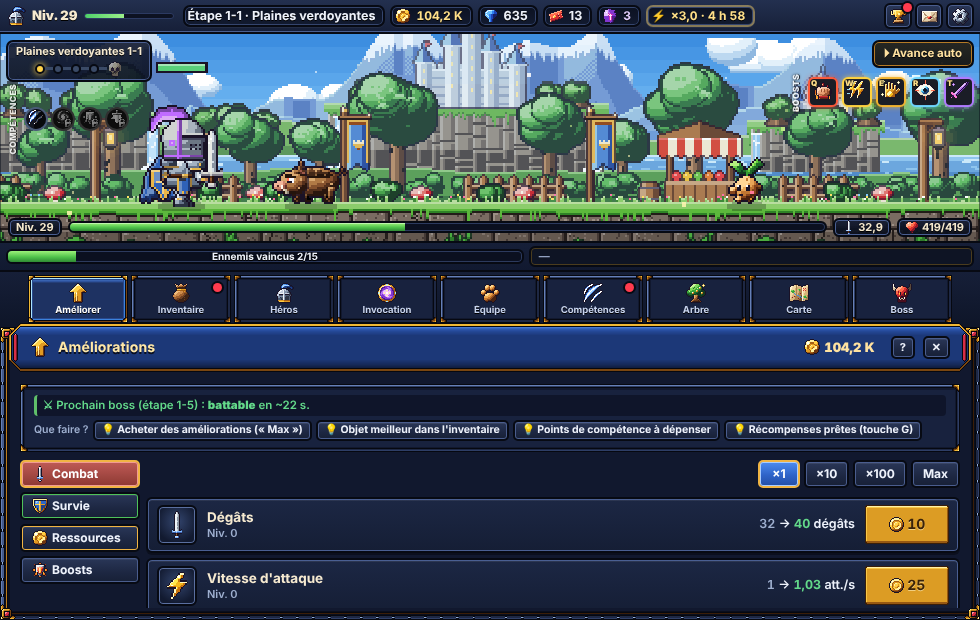 Niv. 29
Étape 1-1 · Plaines verdoyantes
104,2 K
635
13
3
×3,0 · 4 h 58
Plaines verdoyantes 1-1
Avance auto
COMPÉTENCES
BOOSTS
Niv. 29
32,9
419/419
Ennemis vaincus 2/15
—
Améliorer
Inventaire
Héros
Invocation
Equipe
Compétences
Arbre
Carte
Boss
Améliorations
104,2 K
?
×
Prochain boss (étape 1-5) : battable en ~22 s.
Que faire ?
Acheter des améliorations (« Max »)
Objet meilleur dans l'inventaire
Points de compétence à dépenser
Récompenses prêtes (touche G)
Combat
Survie
Ressources
Boosts
×1
×10
×100
Max
Dégâts
Niv. 0
32 → 40 dégâts
10
Vitesse d'attaque
Niv. 0
1 → 1,03 att./s
25